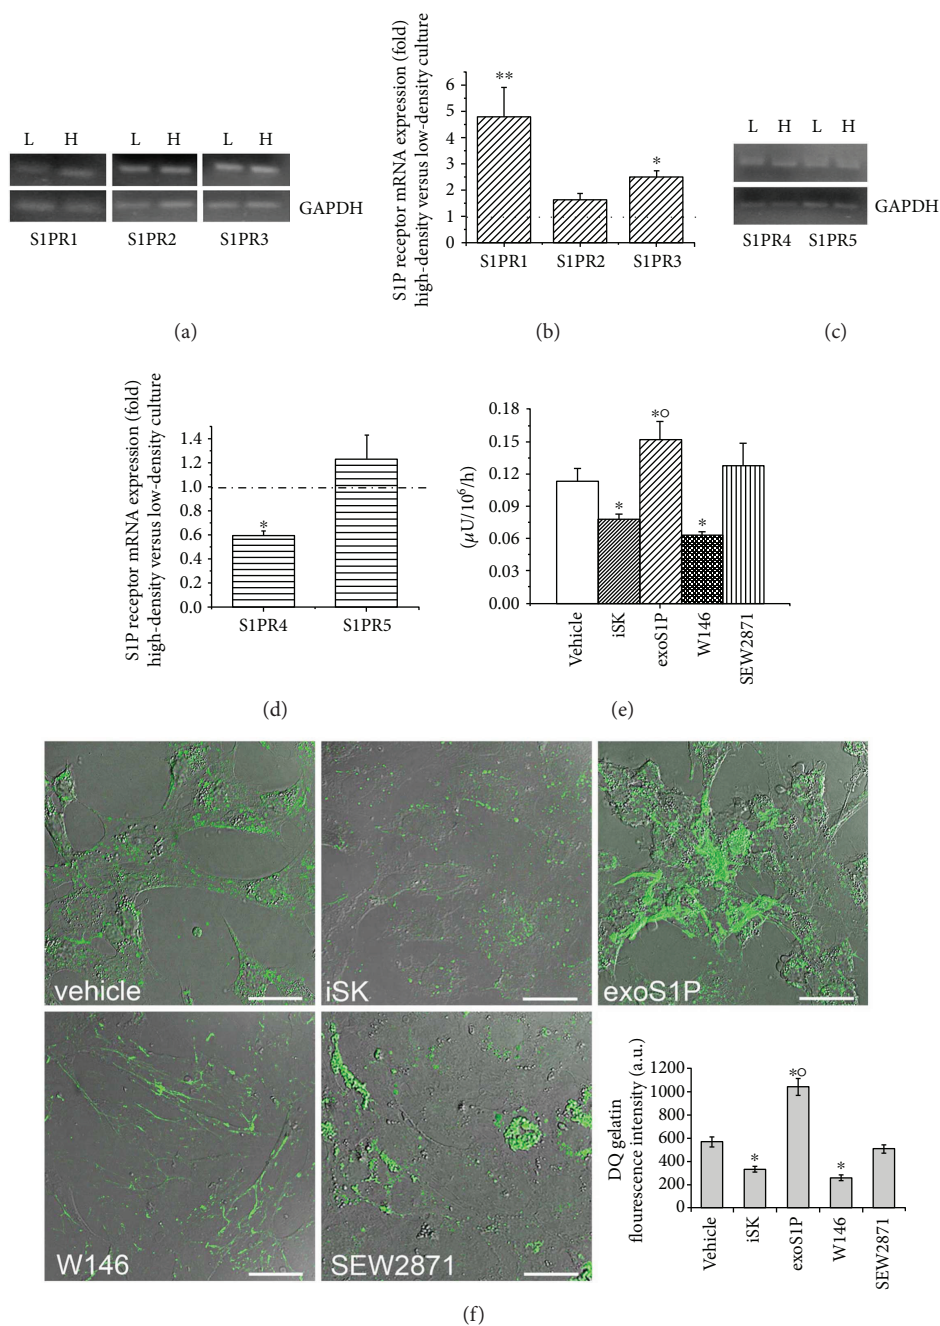 L H L H L H
GAPDH
S1PR1 S1PR2 S1PR3
(a)
S1P receptor mRNA expression (fold)
high-density versus low-density culture
6
5
4
3
2
1
0
**
*
S1PR1 S1PR2 S1PR3
(b)
L H L H
GAPDH
S1PR4 S1PR5
(c)
S1P receptor mRNA expression (fold)
high-density versus low-density culture
1.4
1.2
1.0
0.8
0.6
0.4
0.2
0.0
*
S1PR4 S1PR5
(d)
(μU/10⁶/h)
0.18
0.15
0.12
0.09
0.06
0.03
0.00
*
*○
*
Vehicle
iSK
exoS1P
W146
SEW2871
(e)
vehicle
iSK
exoS1P
W146
SEW2871
DQ gelatin
flourescence intensity (a.u.)
1200
1000
800
600
400
200
0
*
*○
*
Vehicle
iSK
exoS1P
W146
SEW2871
(f)